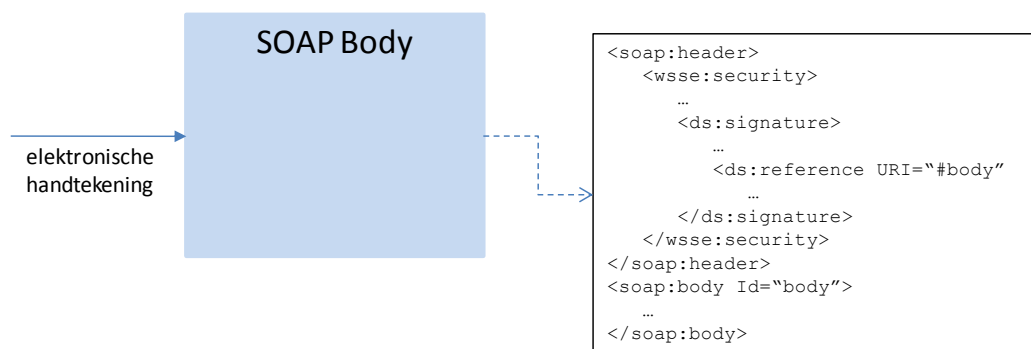 SOAP Body
elektronische
handtekening
<soap:header>
<wsse:security>
…
<ds:signature>
…
<ds:reference URI=“#body”
…
</ds:signature>
</wsse:security>
</soap:header>
<soap:body Id=“body”>
…
</soap:body>